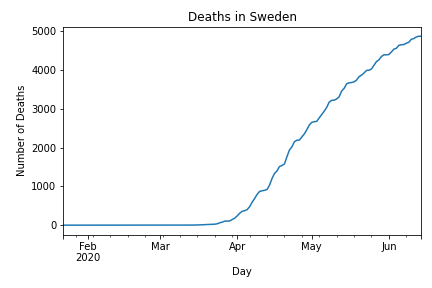 Deaths in Sweden
5000
4000
3000
2000
1000
0
Number of Deaths
Feb
2020
Mar
Apr
May
Jun
Day